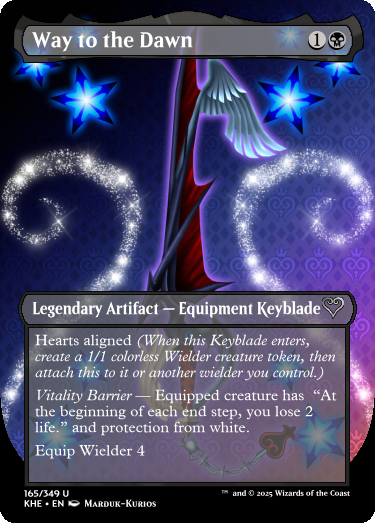 Way to the Dawn 1
Legendary Artifact — Equipment Keyblade
Hearts aligned (When this Keyblade enters,
create a 1/1 colorless Wielder creature token, then
attach this to it or another wielder you control.)
Vitality Barrier — Equipped creature has “At
the beginning of each end step, you lose 2
life.” and protection from white.
Equip Wielder 4
165/349 U
KHE • EN Marduk-Kurios
™ and © 2025 Wizards of the Coast